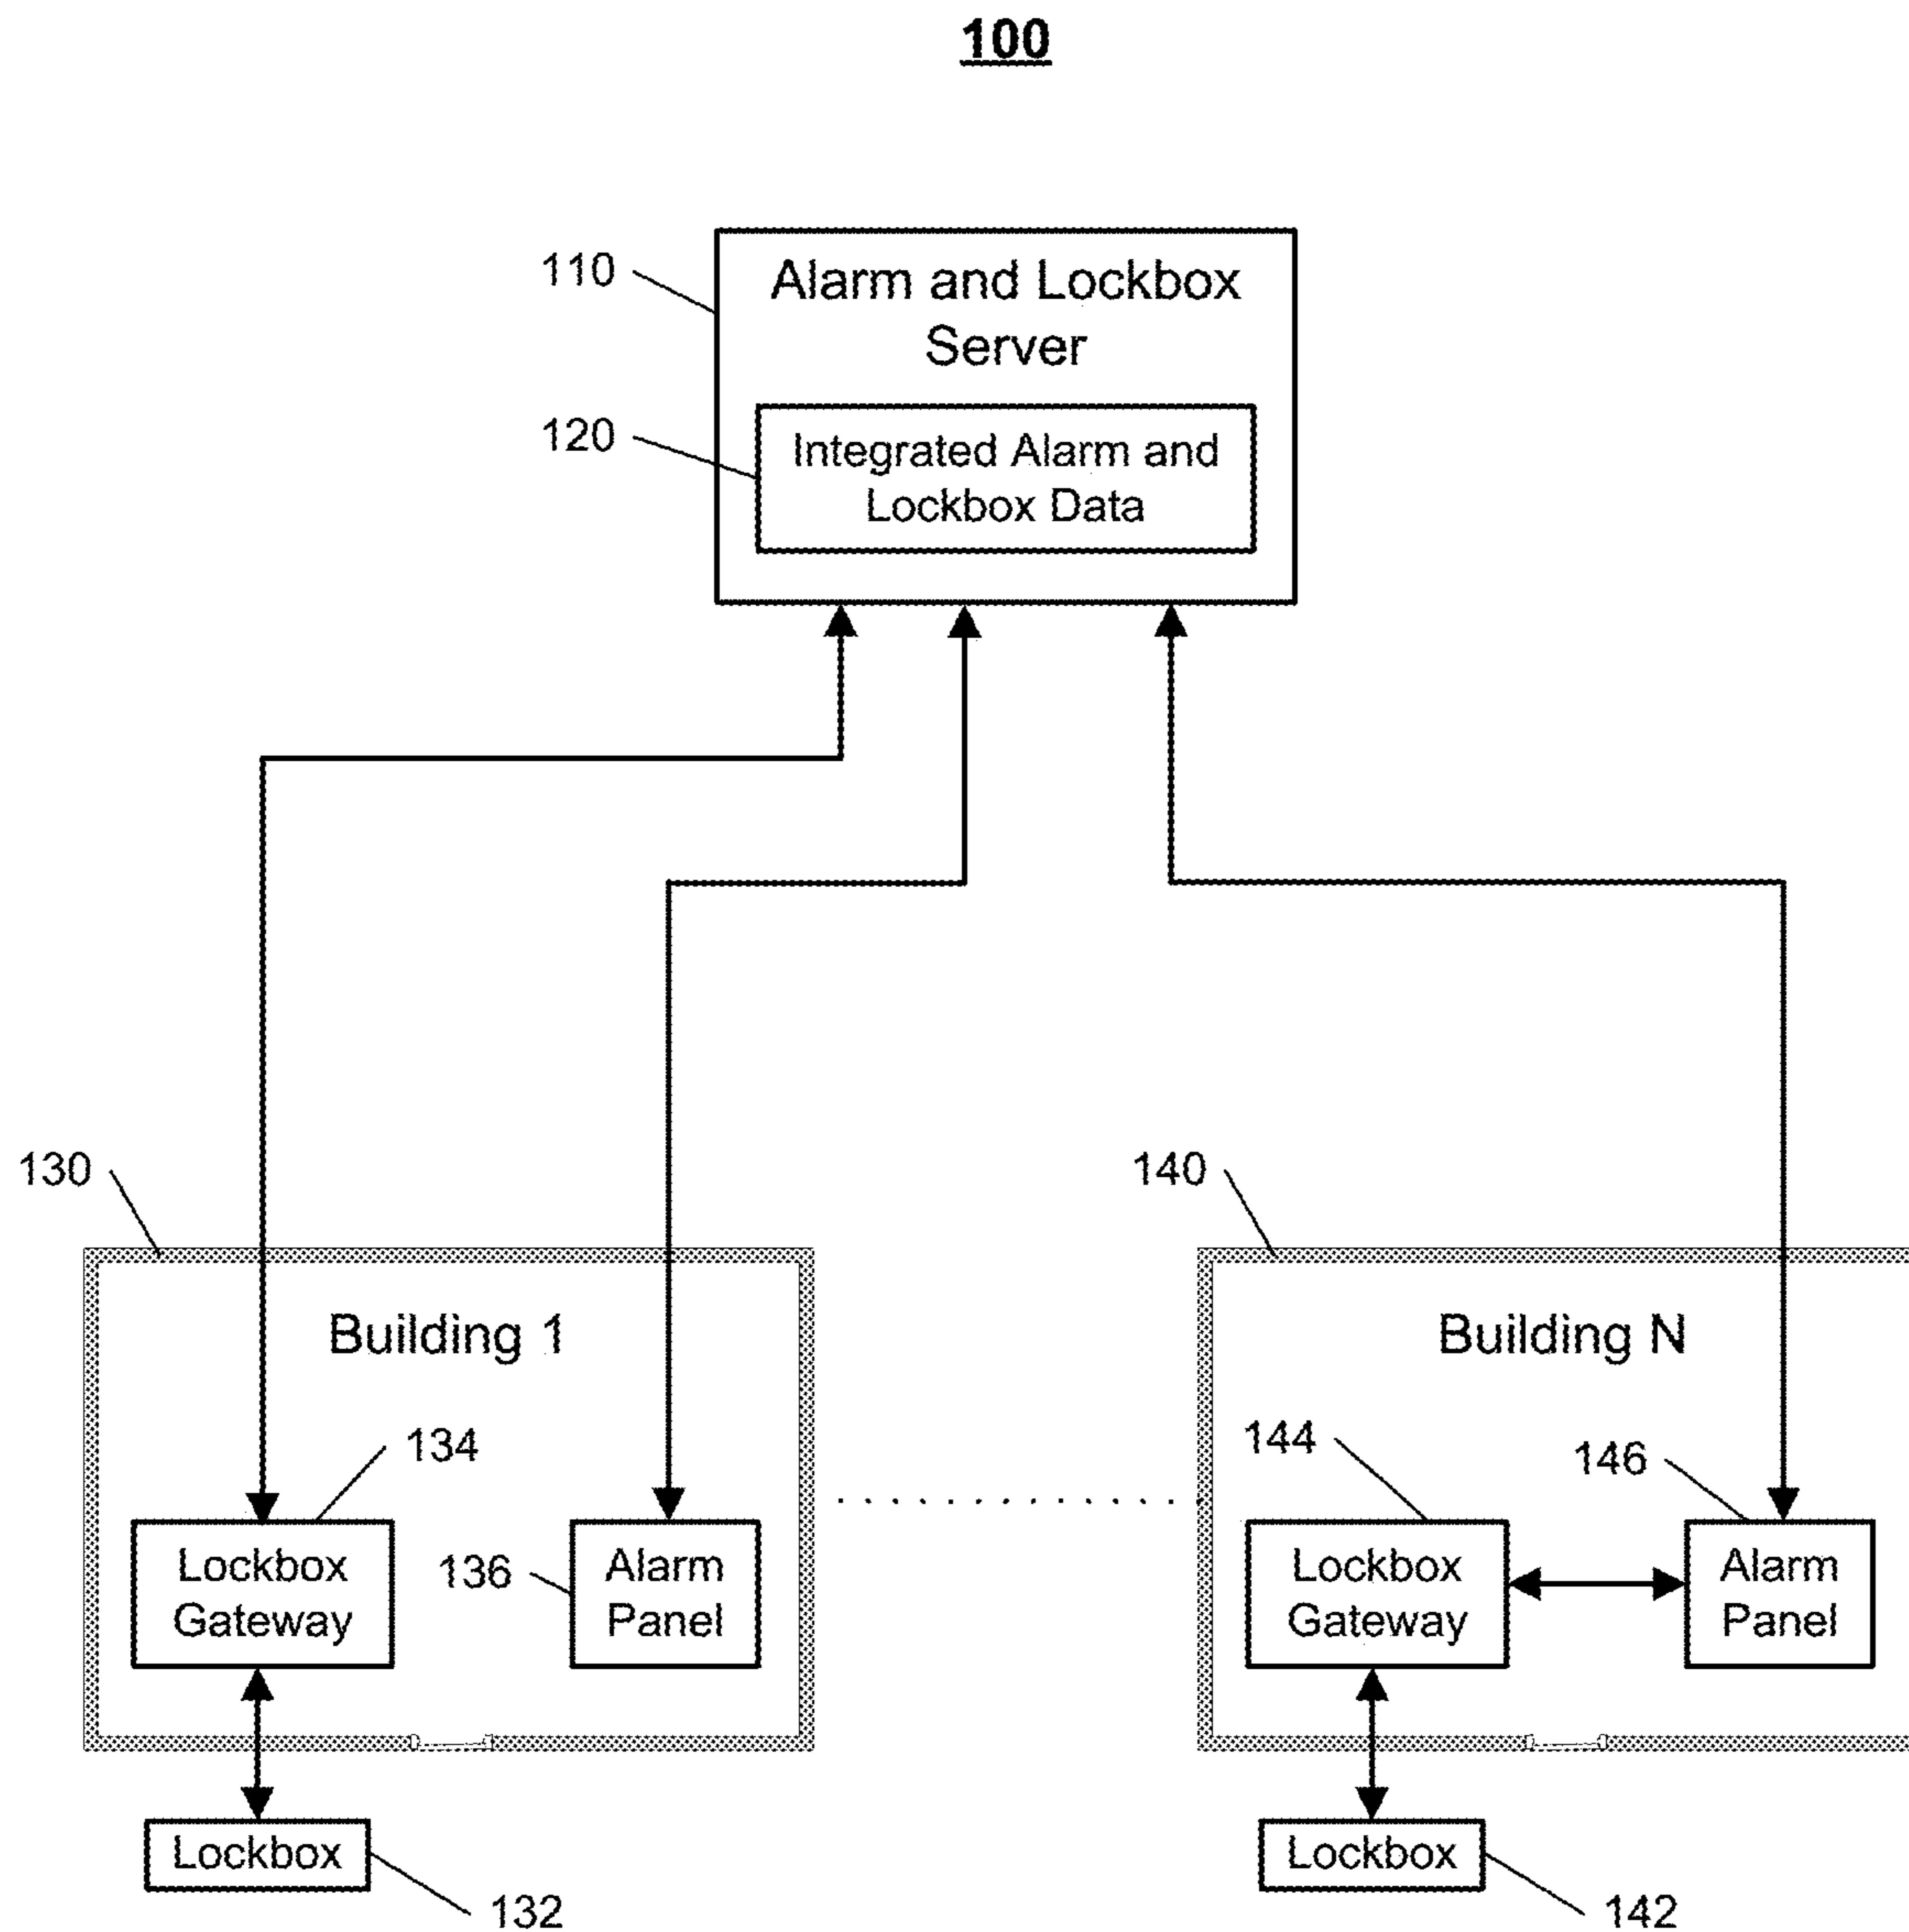 100
110
Alarm and Lockbox
Server
120
Integrated Alarm and
Lockbox Data
130
140
Building 1
Building N
134
144
146
Lockbox
Gateway
136
Alarm
Panel
Lockbox
Gateway
Alarm
Panel
Lockbox
132
Lockbox
142